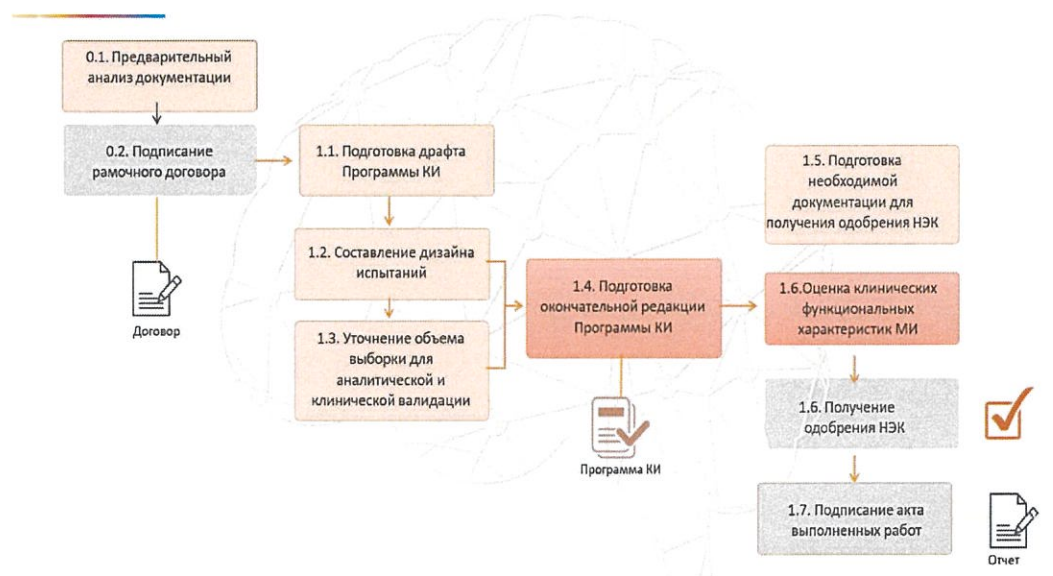 0.1. Предварительный
анализ документации
0.2. Подписание
рамочного договора
Договор
1.1. Подготовка драфта
Программы КИ
1.2. Составление дизайна
испытаний
1.3. Уточнение объема
выборки для
аналитической и
клинической валидации
1.4. Подготовка
окончательной редакции
Программы КИ
Программа КИ
1.5. Подготовка
необходимой
документации для
получения одобрения НЭК
1.6.Оценка клинических
функциональных
характеристик МИ
1.6. Получение
одобрения НЭК
1.7. Подписание акта
выполненных работ
Отчет